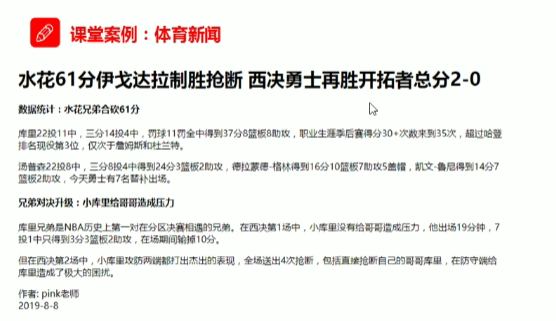 课堂案例：体育新闻
水花61分伊戈达拉制胜抢断 西决勇士再胜开拓者总分2-0
数据统计：水花兄弟合砍61分
库里22投11中，三分14投4中，罚球11罚全中得到37分8篮板8助攻，职业生涯季后赛得分30+次数来到35次，超过哈登
排名现役第3位，仅次于詹姆斯和杜兰特。
汤普森22投8中，三分8投4中得到24分3篮板2助攻，德拉蒙德-格林得到16分10篮板7助攻5盖帽，凯文-鲁尼得到14分7
篮板2助攻，今天勇士有7名替补出场。
兄弟对决升级：小库里给哥哥造成压力
库里兄弟是NBA历史上第一对在分区决赛相遇的兄弟。在西决第1场中，小库里没有给哥哥造成压力，他出场19分钟，7
投1中只得到3分3篮板2助攻，在场期间输掉10分。
但在西决第2场中，小库里攻防两端都打出杰出的表现，全场送出4次抢断，包括直接抢断自己的哥哥库里，在防守端给
库里造成了极大的困扰。
作者: pink老师
2019-8-8